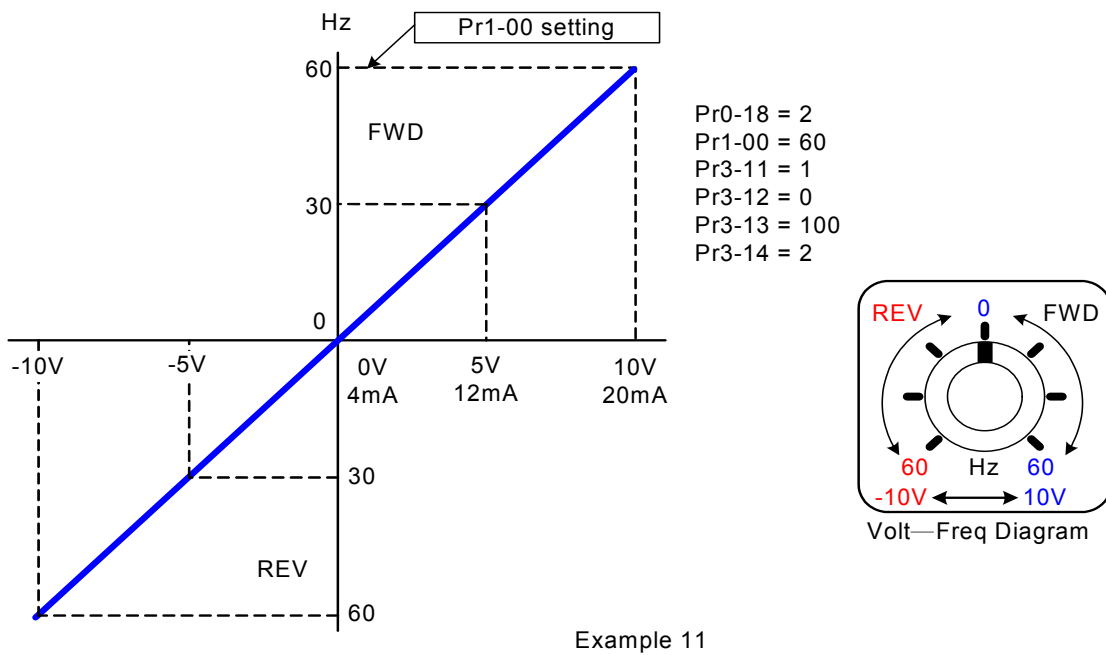 Hz
Pr1-00 setting
60
FWD
30
0
-10V
-5V
0V
5V
10V
4mA
12mA
20mA
30
REV
60
Pr0-18 = 2
Pr1-00 = 60
Pr3-11 = 1
Pr3-12 = 0
Pr3-13 = 100
Pr3-14 = 2
REV
0
FWD
60
Hz
60
-10V
10V
Volt—Freq Diagram
Example 11